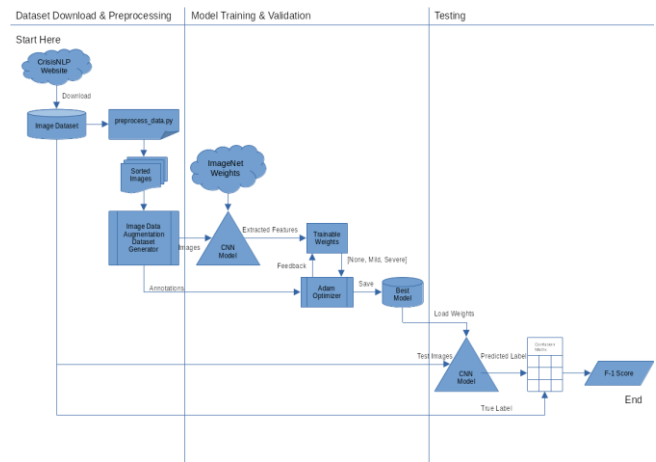 Dataset Download & Preprocessing
Model Training & Validation
Testing
Start Here
CrisisNLP
Website
Download
Image Dataset
preprocess_data.py
Sorted
Images
ImageNet
Weights
Image Data
Augmentation
Dataset
Generator
Images
CNN
Model
Extracted Features
Trainable
Weights
Feedback
[None, Mild, Severe]
Annotations
Adam
Optimizer
Save
Best
Model
Load Weights
Test Images
CNN
Model
Predicted Label
Confusion
Matrix
F-1 Score
True Label
End